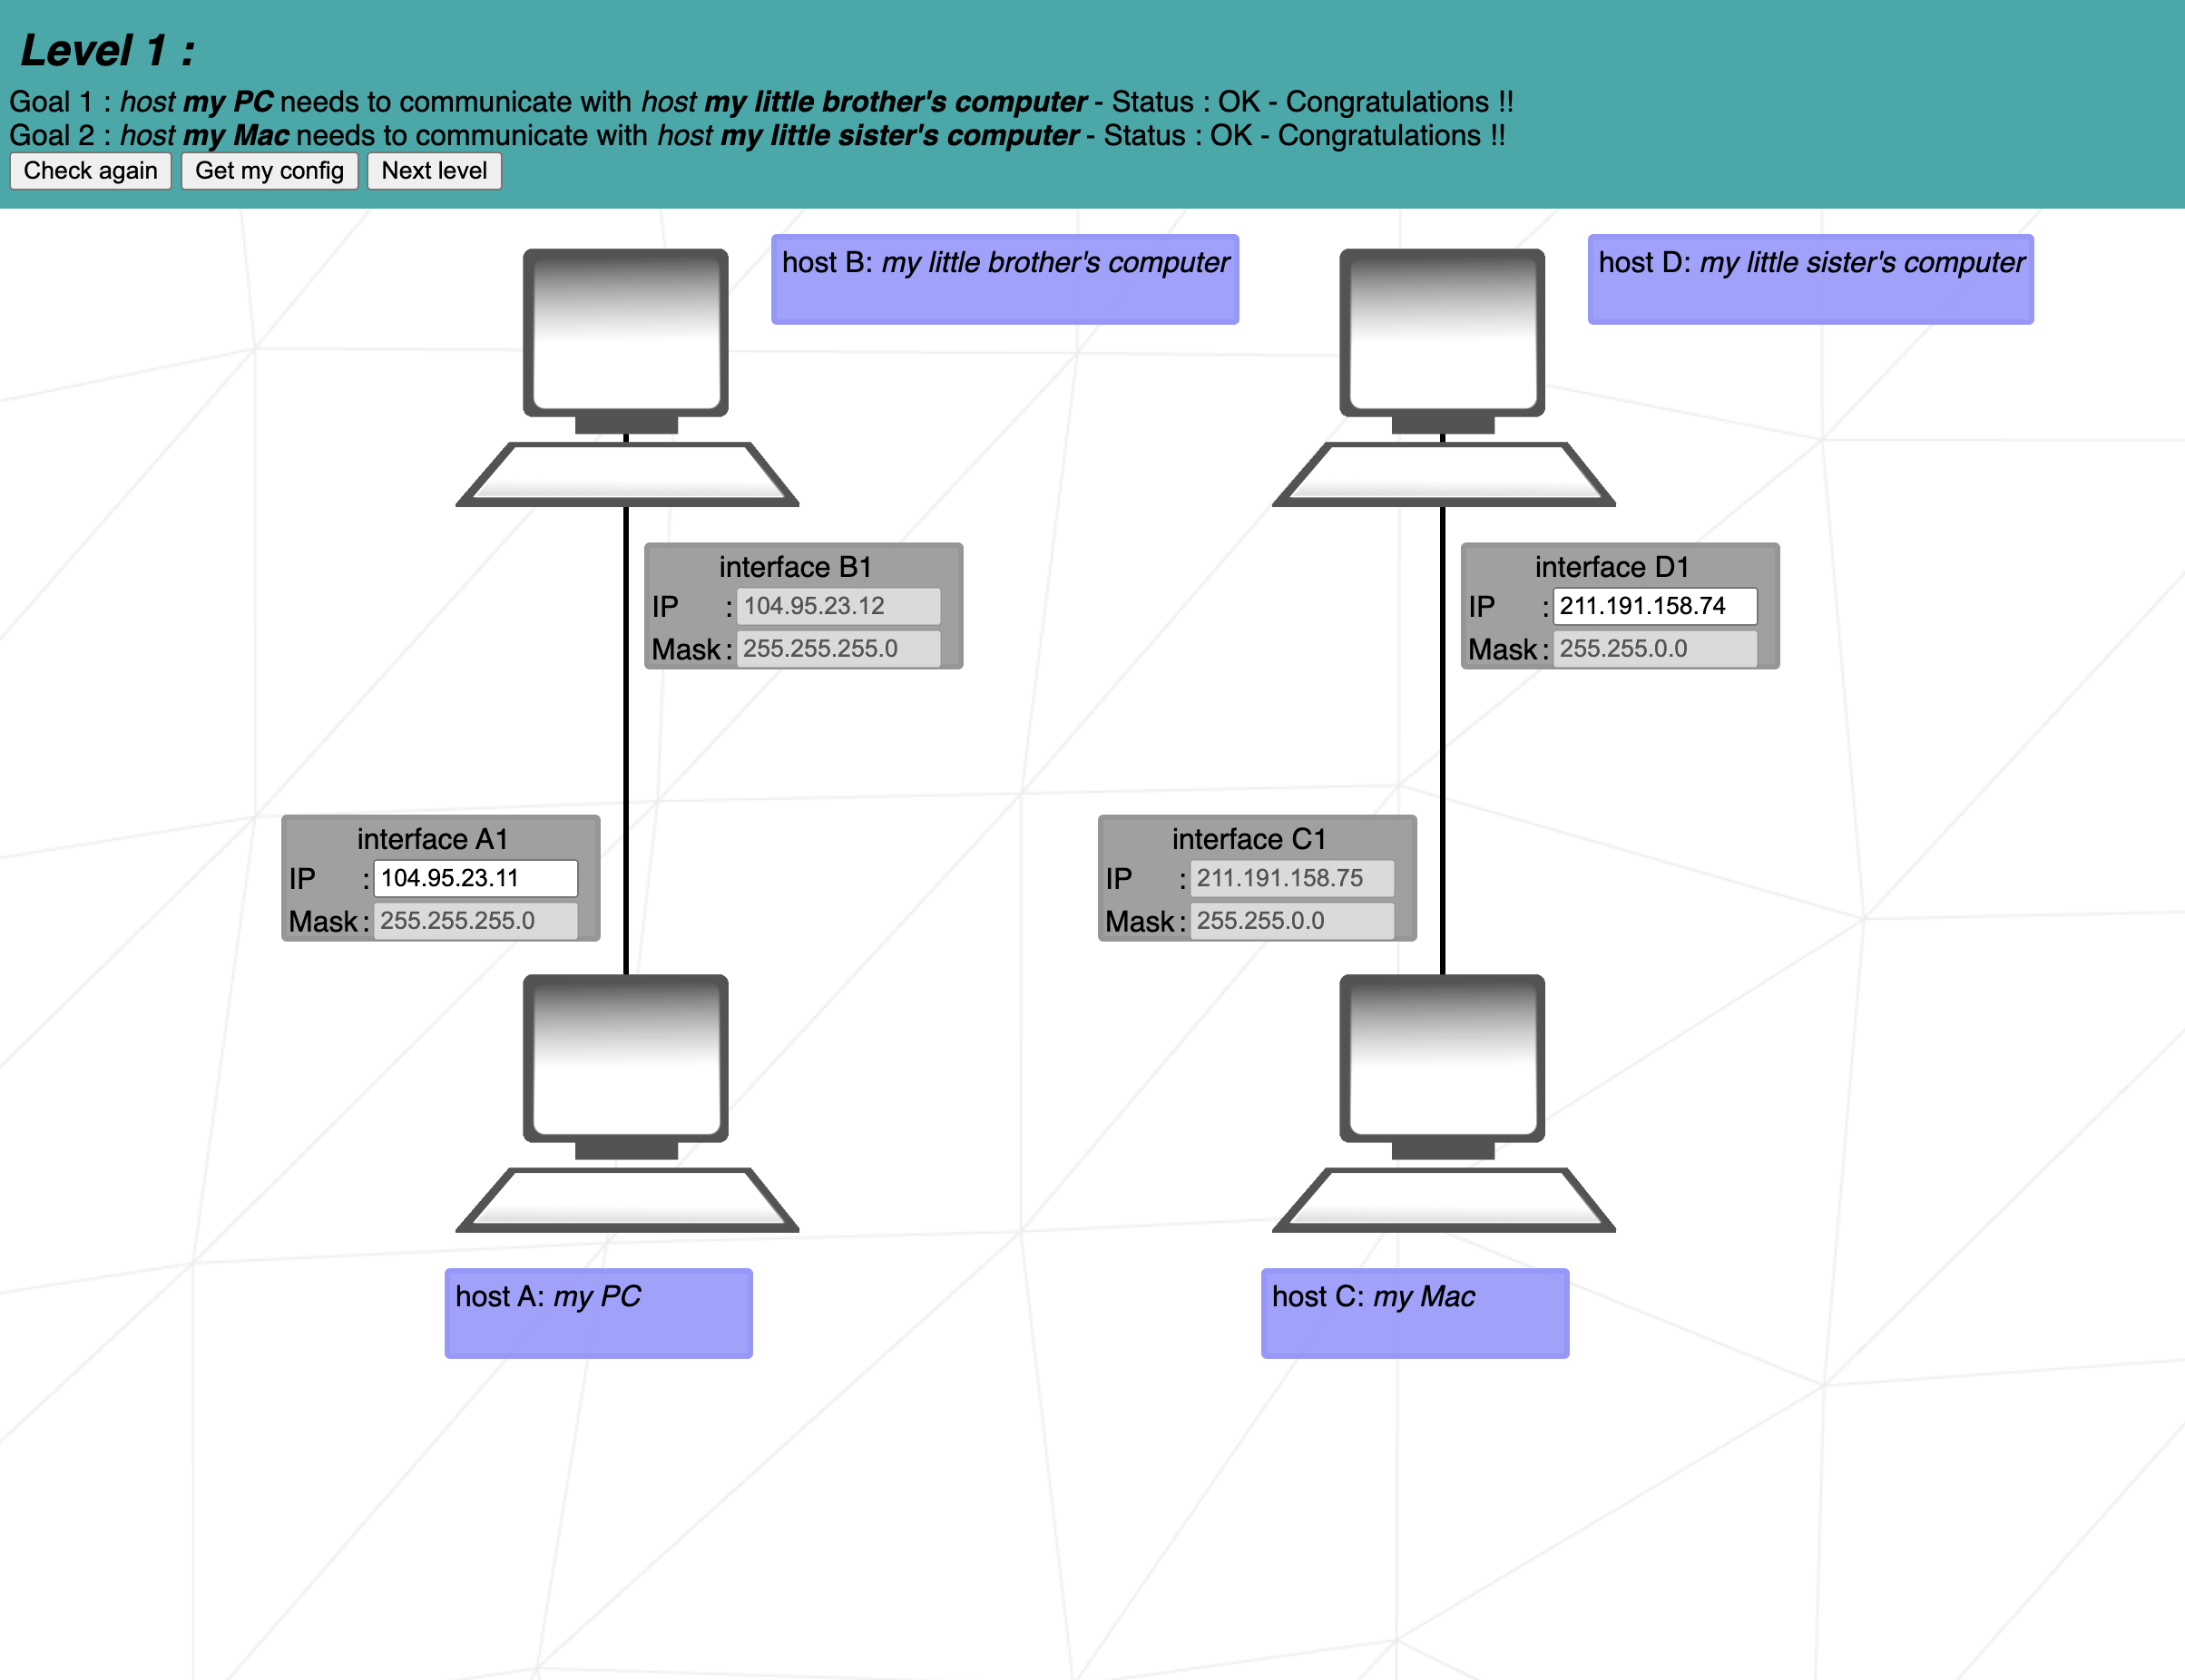 Level 1 :
Goal 1 : host my PC needs to communicate with host my little brother's computer - Status : OK - Congratulations !!
Goal 2 : host my Mac needs to communicate with host my little sister's computer - Status : OK - Congratulations !!
Check again Get my config Next level
host B: my little brother's computer
host D: my little sister's computer
interface B1
IP : 104.95.23.12
Mask : 255.255.255.0
interface D1
IP : 211.191.158.74
Mask : 255.255.0.0
interface A1
IP : 104.95.23.11
Mask : 255.255.255.0
interface C1
IP : 211.191.158.75
Mask : 255.255.0.0
host A: my PC
host C: my Mac